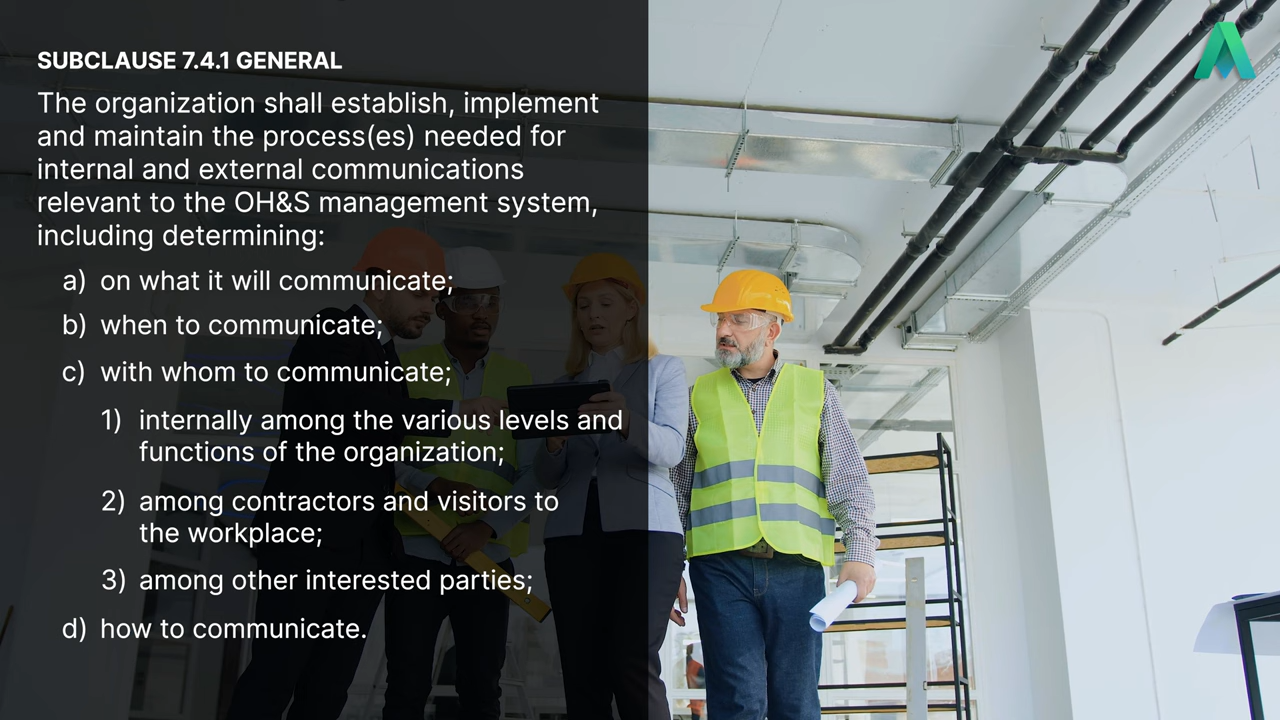 SUBCLAUSE 7.4.1 GENERAL
The organization shall establish, implement
and maintain the process(es) needed for
internal and external communications
relevant to the OH&S management system,
including determining:
a) on what it will communicate;
b) when to communicate;
c) with whom to communicate;
1) internally among the various levels and
functions of the organization;
2) among contractors and visitors to
the workplace;
3) among other interested parties;
d) how to communicate.